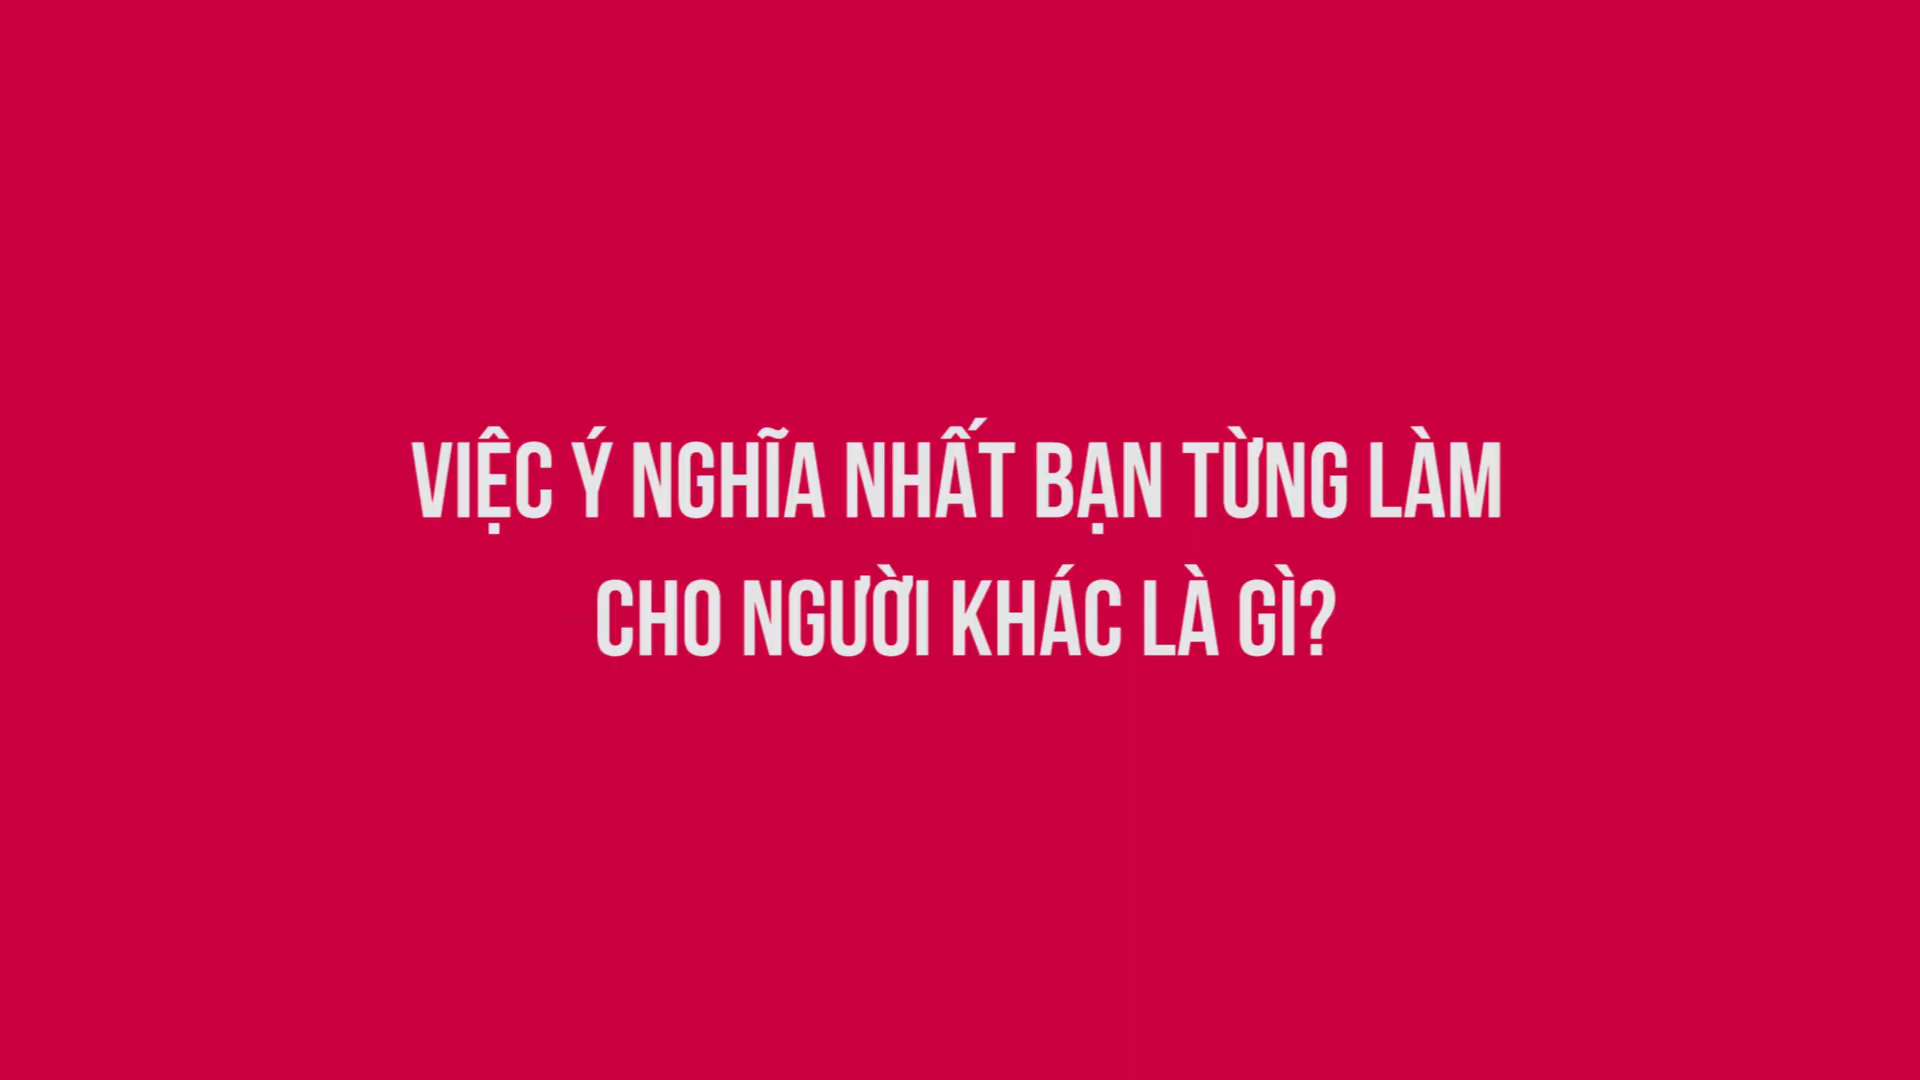 VIỆC Ý NGHĨA NHẤT BẠN TỪNG LÀM
CHO NGƯỜI KHÁC LÀ GÌ?